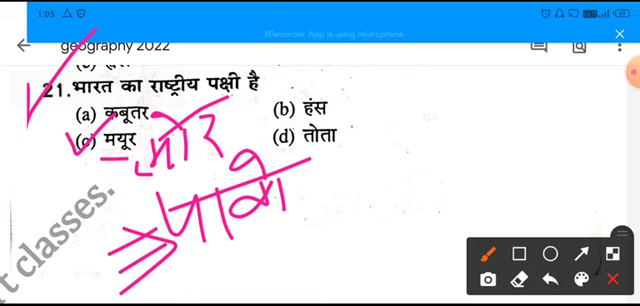 1:05
XRecorder App is using microphone
geography 2022
21. भारत का राष्ट्रीय पक्षी है
(a) कबूतर (b) हंस
(c) मयूर (d) तोता
मोर
t classes.